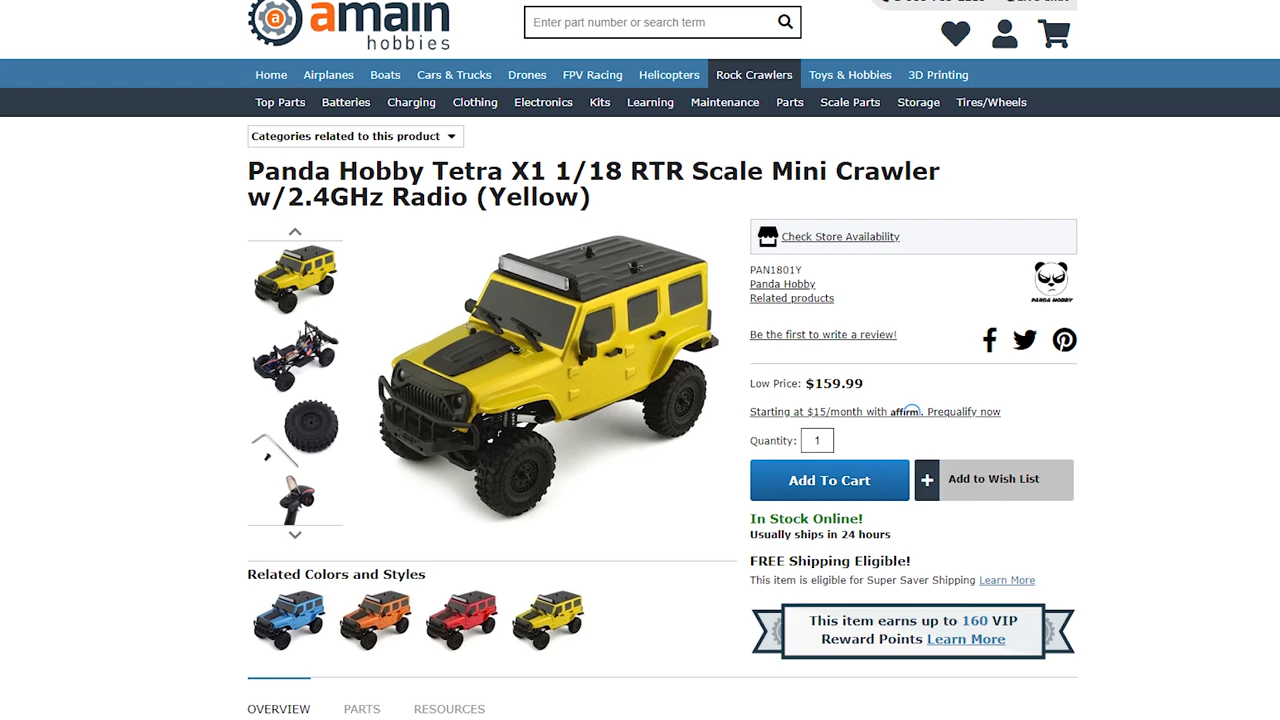 amain
hobbies
Enter part number or search term
Home Airplanes Boats Cars & Trucks Drones FPV Racing Helicopters Rock Crawlers Toys & Hobbies 3D Printing
Top Parts Batteries Charging Clothing Electronics Kits Learning Maintenance Parts Scale Parts Storage Tires/Wheels
Categories related to this product
Panda Hobby Tetra X1 1/18 RTR Scale Mini Crawler
w/2.4GHz Radio (Yellow)
Check Store Availability
PAN1801Y
Panda Hobby
Related products
PANDA HOBBY
Be the first to write a review!
Low Price: $159.99
Starting at $15/month with affirm. Prequalify now
Quantity: 1
Add To Cart
+ Add to Wish List
In Stock Online!
Usually ships in 24 hours
FREE Shipping Eligible!
This item is eligible for Super Saver Shipping Learn More
Related Colors and Styles
This item earns up to 160 VIP
Reward Points Learn More
OVERVIEW PARTS RESOURCES